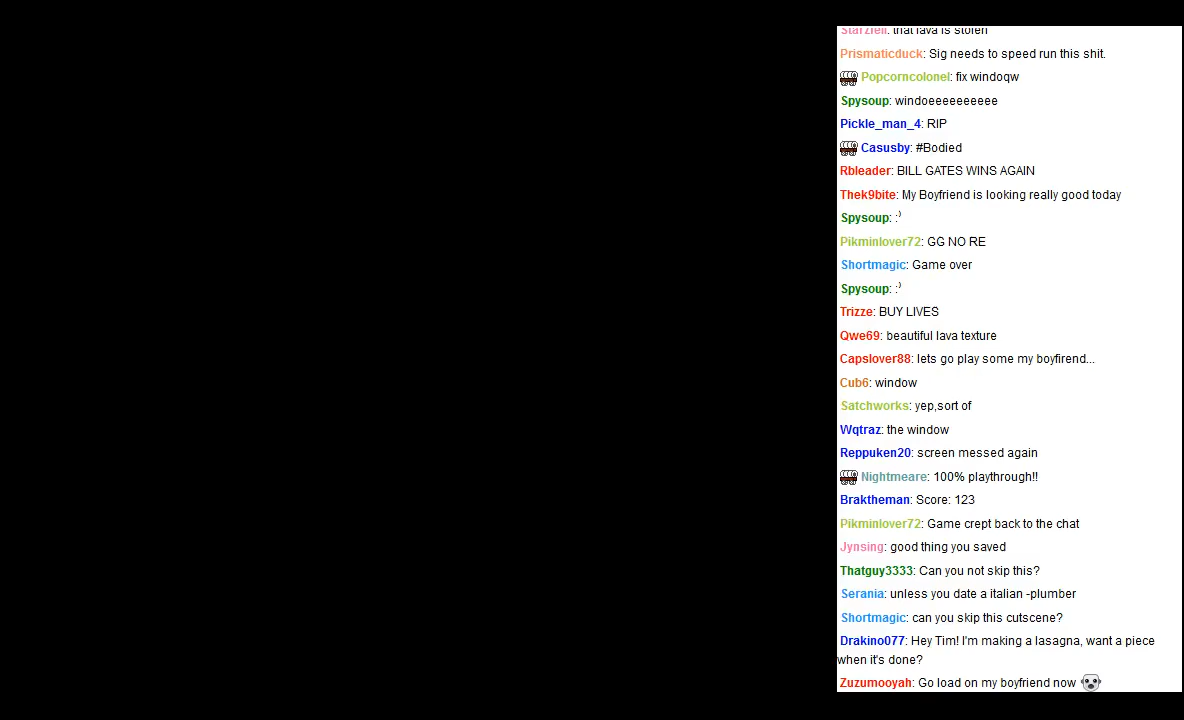 Starzfell: that lava is stolen
Prismaticduck: Sig needs to speed run this shit.
Popcorncolonel: fix windoqw
Spysoup: windoeeeeeeeeee
Pickle_man_4: RIP
Casusby: #Bodied
Rbleader: BILL GATES WINS AGAIN
Thek9bite: My Boyfriend is looking really good today
Spysoup: :')
Pikminlover72: GG NO RE
Shortmagic: Game over
Spysoup: :')
Trizze: BUY LIVES
Qwe69: beautiful lava texture
Capslover88: lets go play some my boyfirend...
Cub6: window
Satchworks: yep,sort of
Wqtraz: the window
Reppuken20: screen messed again
Nightmeare: 100% playthrough!!
Braktheman: Score: 123
Pikminlover72: Game crept back to the chat
Jynsing: good thing you saved
Thatguy3333: Can you not skip this?
Serania: unless you date a italian -plumber
Shortmagic: can you skip this cutscene?
Drakino077: Hey Tim! I'm making a lasagna, want a piece
when it's done?
Zuzumooyah: Go load on my boyfriend now